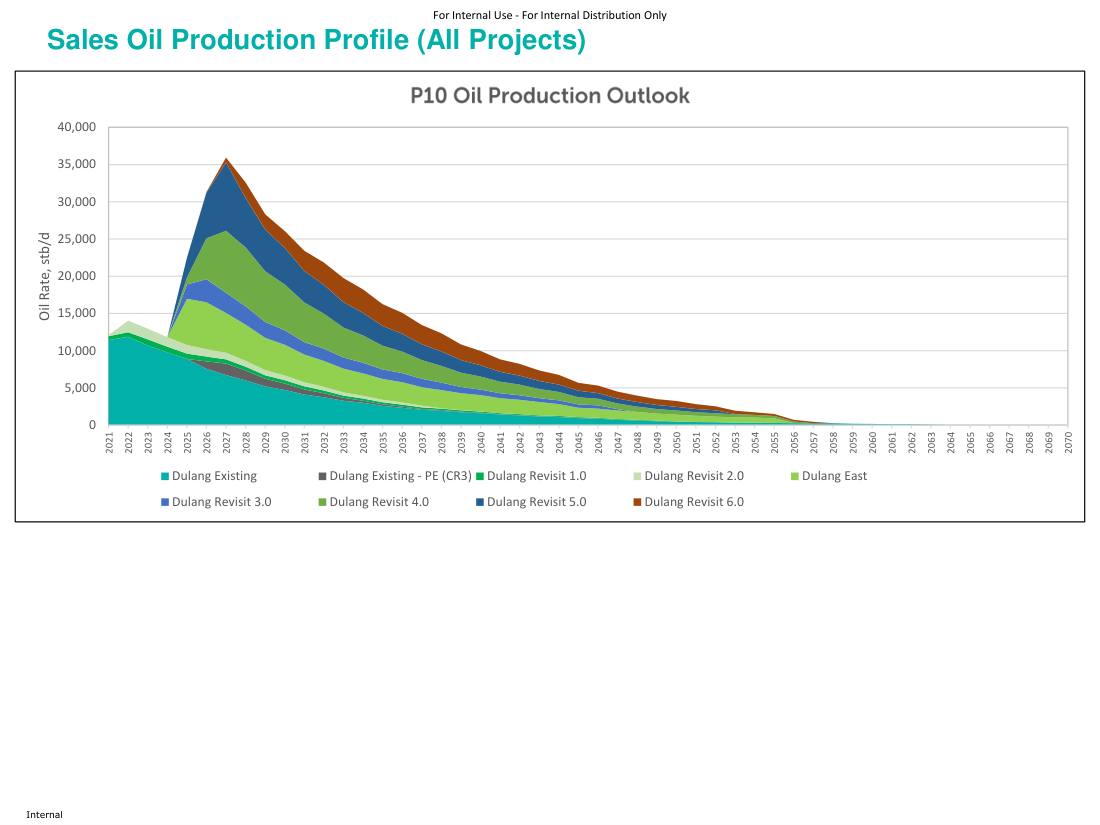 For Internal Use - For Internal Distribution Only
Sales Oil Production Profile (All Projects)
P10 Oil Production Outlook
40,000
35,000
30,000
25,000
20,000
15,000
10,000
5,000
0
Oil Rate, stb/d
2021 2022 2023 2024 2025 2026 2027 2028 2029 2030 2031 2032 2033 2034 2035 2036 2037 2038 2039 2040 2041 2042 2043 2044 2045 2046 2047 2048 2049 2050 2051 2052 2053 2054 2055 2056 2057 2058 2059 2060 2061 2062 2063 2064 2065 2066 2067 2068 2069 2070
Dulang Existing Dulang Existing - PE (CR3) Dulang Revisit 1.0 Dulang Revisit 2.0 Dulang East
Dulang Revisit 3.0 Dulang Revisit 4.0 Dulang Revisit 5.0 Dulang Revisit 6.0
Internal